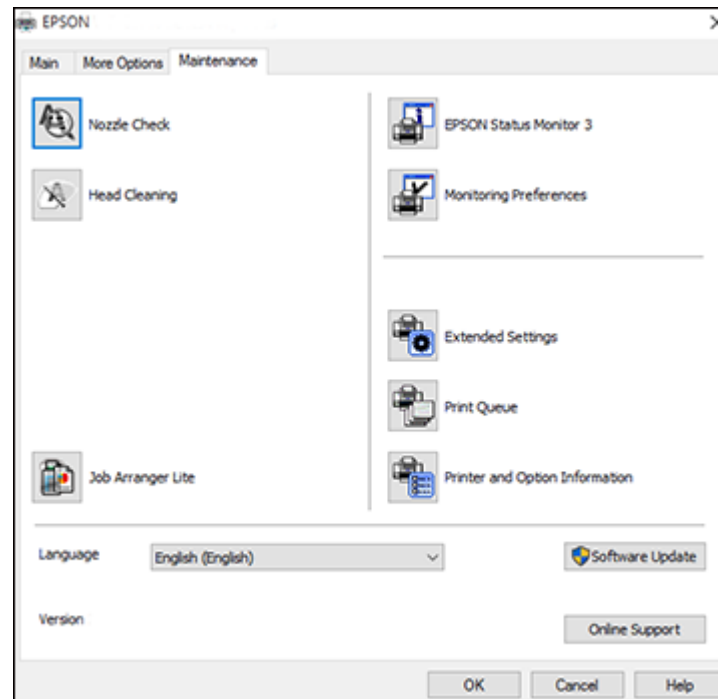 EPSON
Main More Options Maintenance
Nozzle Check
EPSON Status Monitor 3
Head Cleaning
Monitoring Preferences
Extended Settings
Print Queue
Job Arranger Lite
Printer and Option Information
Language English (English) Software Update
Version
Online Support
OK Cancel Help